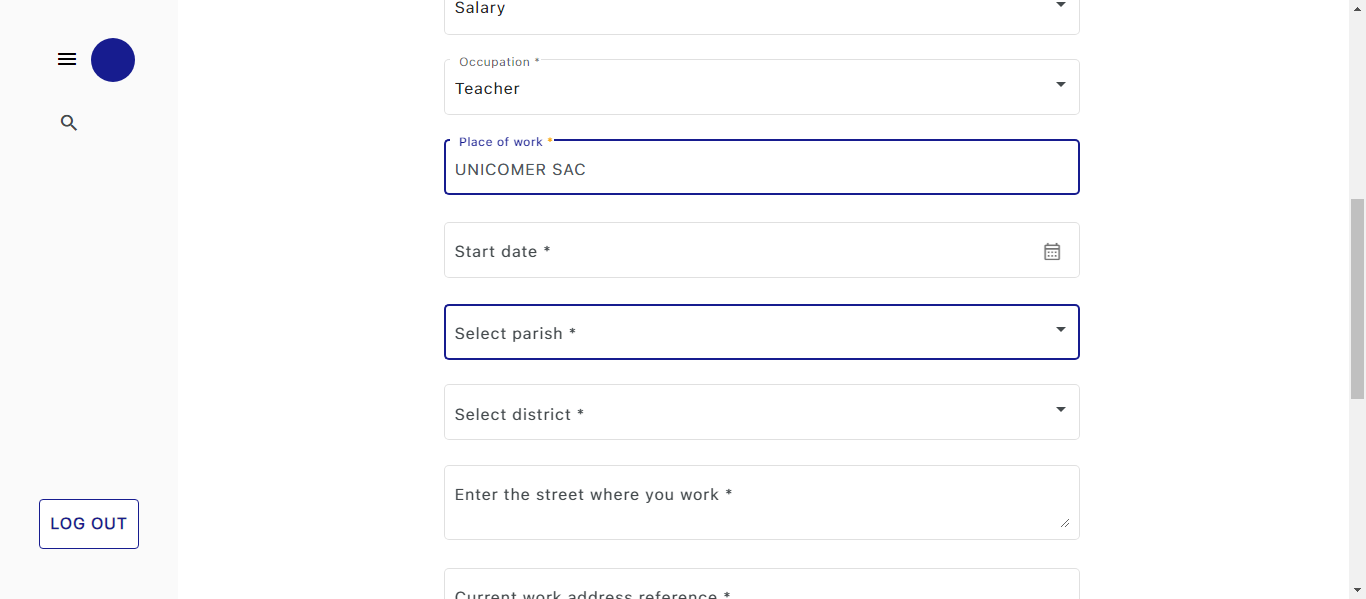 Salary
Occupation *
Teacher
Place of work *
UNICOMER SAC
Start date *
Select parish *
Select district *
Enter the street where you work *
LOG OUT
Current work address reference *